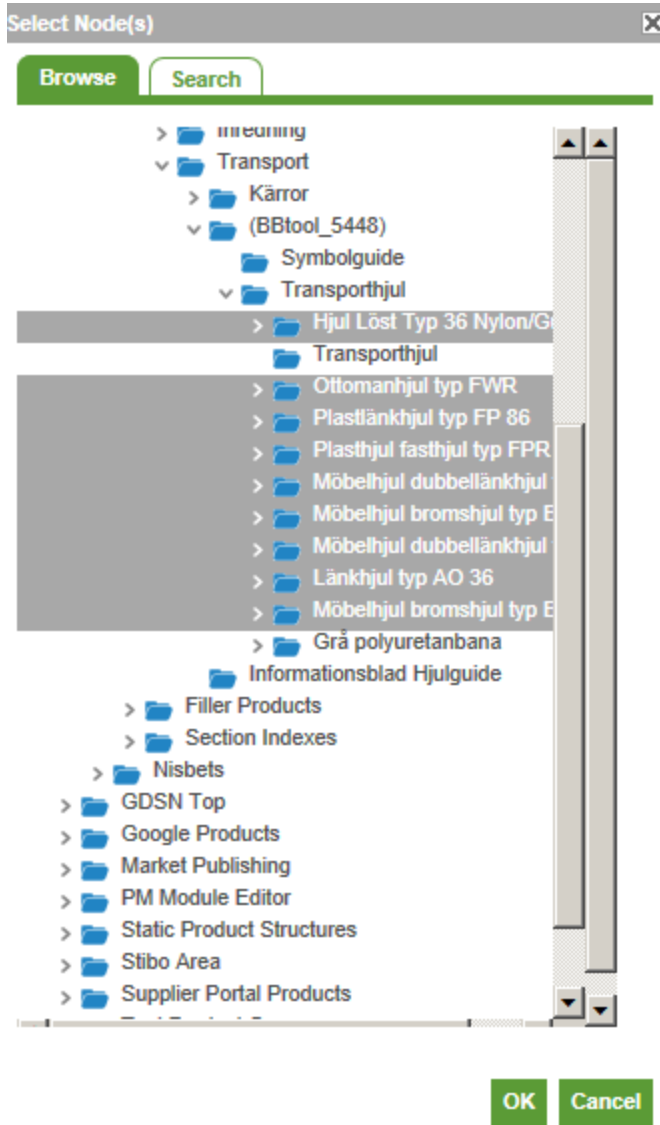 Select Node(s)
Browse
Search
Inredning
Transport
Kärror
(BBtool_5448)
Symbolguide
Transporthjul
Hjul Löst Typ 36 Nylon/G
Transporthjul
Ottomanhjul typ FWR
Plastlänkhjul typ FP 86
Plasthjul fasthjul typ FPR
Möbelhjul dubbellänkhjul
Möbelhjul bromshjul typ E
Möbelhjul dubbellänkhjul
Länkhjul typ AO 36
Möbelhjul bromshjul typ E
Grå polyuretanbana
Informationsblad Hjulguide
Filler Products
Section Indexes
Nisbets
GDSN Top
Google Products
Market Publishing
PM Module Editor
Static Product Structures
Stibo Area
Supplier Portal Products
OK Cancel